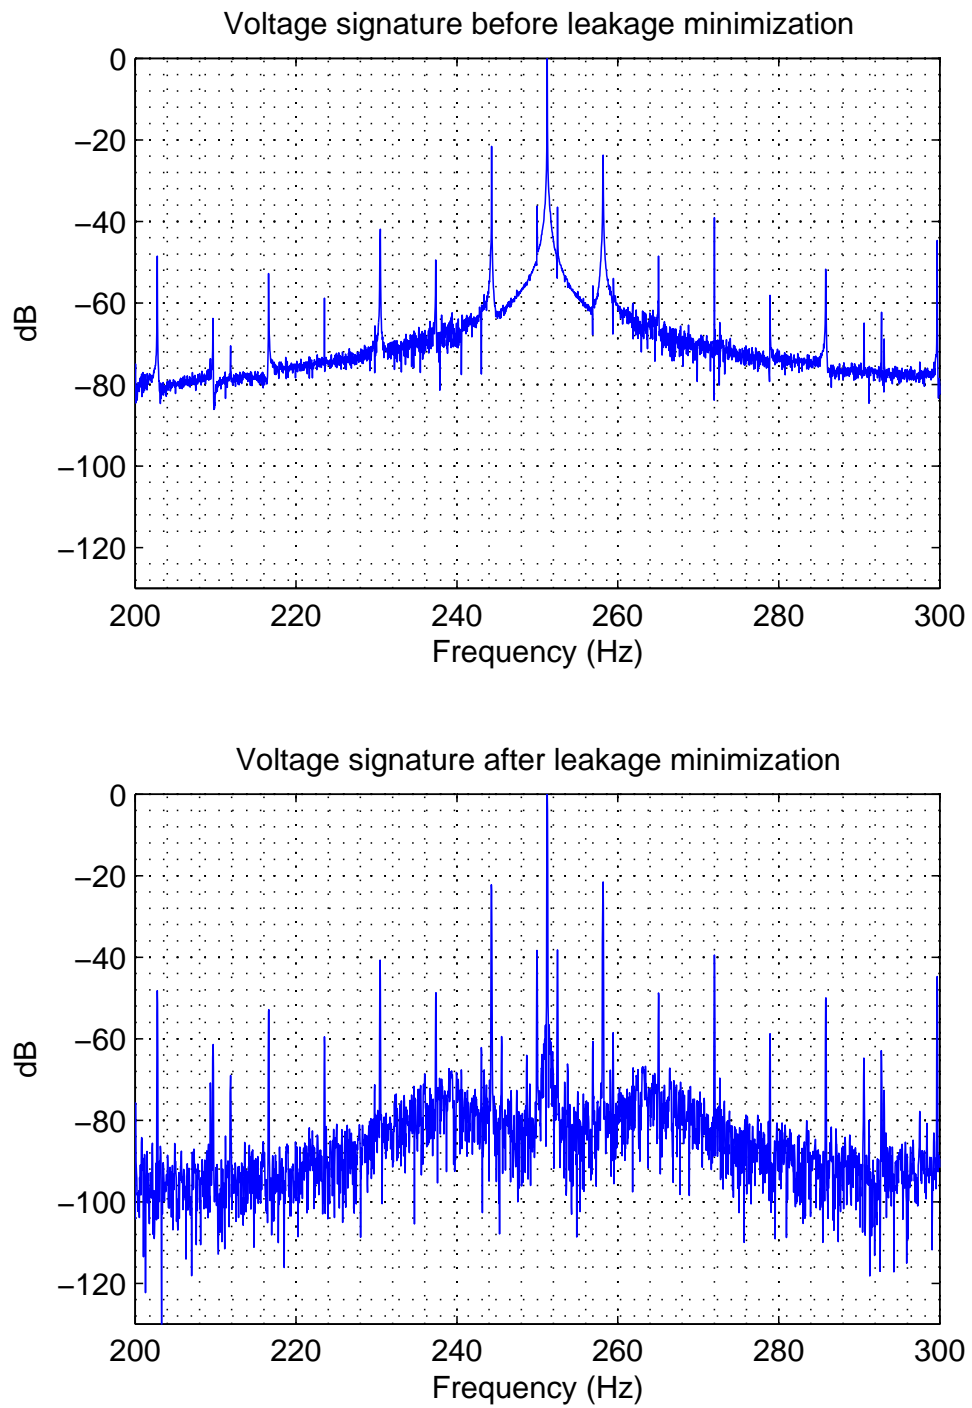 Voltage signature before leakage minimization
0
−20
−40
−60
−80
−100
−120
dB
200 220 240 260 280 300
Frequency (Hz)
Voltage signature after leakage minimization
0
−20
−40
−60
−80
−100
−120
dB
200 220 240 260 280 300
Frequency (Hz)